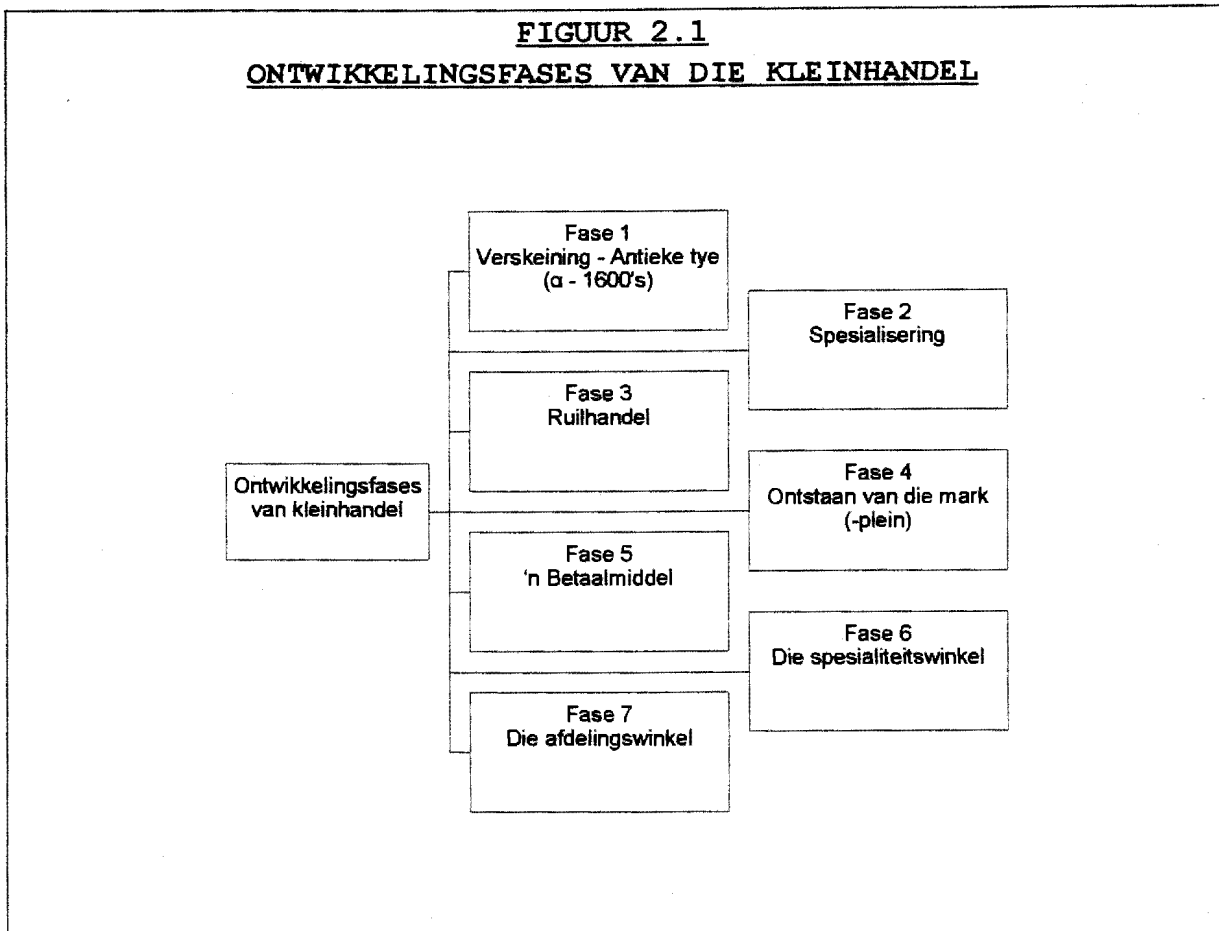 FIGUUR 2.1
ONTWIKKELINGSFASES VAN DIE KLEINHANDEL
Fase 1
Verskeining - Antieke tye
(α - 1600's)
Fase 2
Spesialisering
Fase 3
Ruilhandel
Ontwikkelingsfases
van kleinhandel
Fase 4
Ontstaan van die mark
(-plein)
Fase 5
'n Betaalmiddel
Fase 6
Die spesialiteitswinkel
Fase 7
Die afdelingswinkel